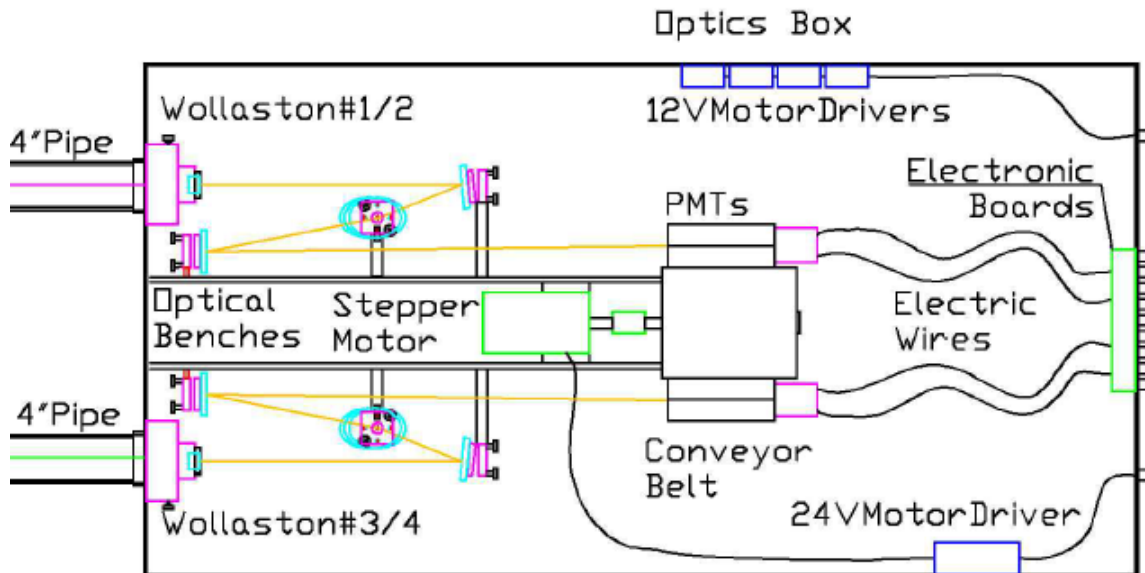 Optics Box
Wollaston#1/2
12VMotorDrivers
4"Pipe
Electronic
Boards
PMTs
Optical
Benches
Stepper
Motor
Electric
Wires
4"Pipe
Conveyor
Belt
Wollaston#3/4
24VMotorDriver